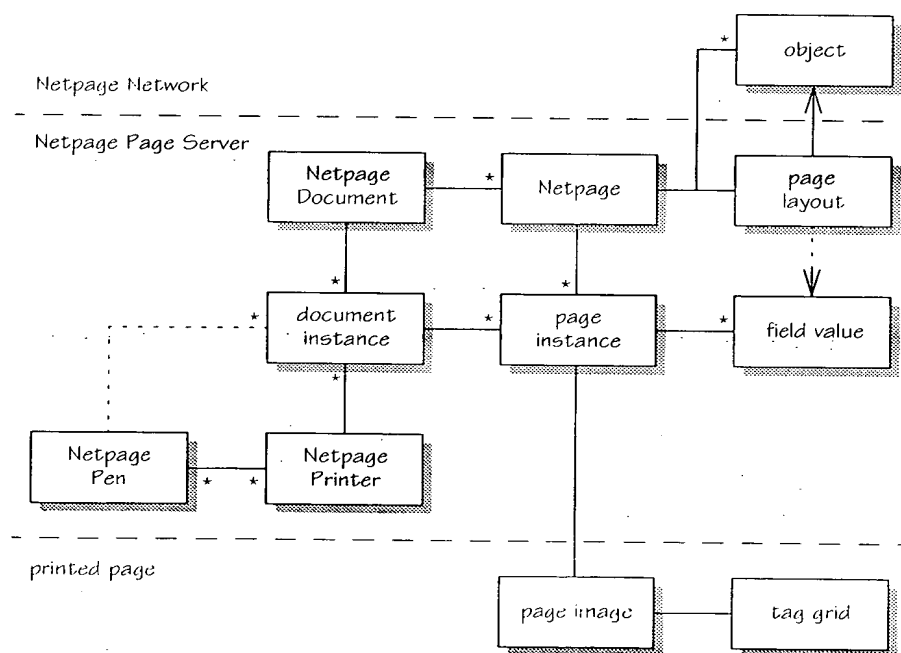 object
Netpage Network
Netpage Page Server
Netpage
Document
Netpage
page
layout
document
instance
page
instance
field value
Netpage
Pen
Netpage
Printer
printed page
page image
tag grid